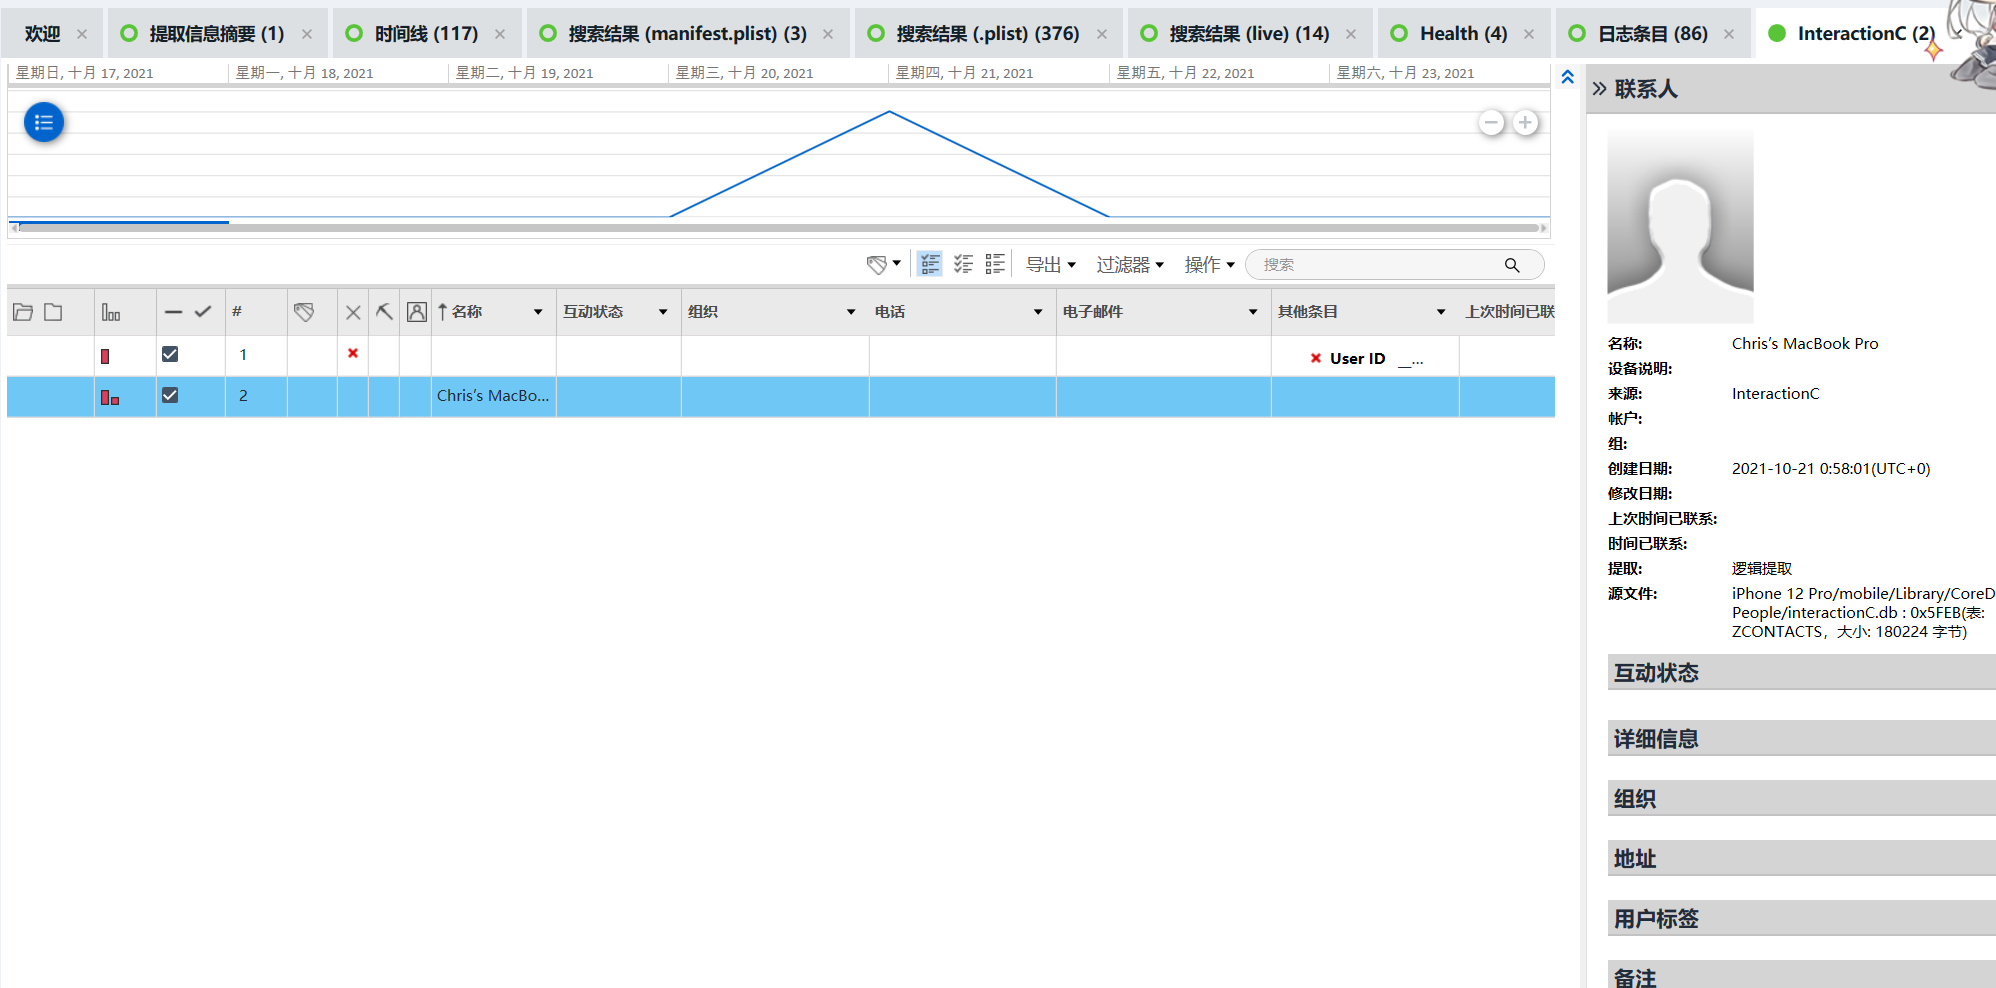 欢迎
提取信息摘要 (1)
时间线 (117)
搜索结果 (manifest.plist) (3)
搜索结果 (.plist) (376)
搜索结果 (live) (14)
Health (4)
日志条目 (86)
InteractionC (2)
星期日, 十月 17, 2021
星期一, 十月 18, 2021
星期二, 十月 19, 2021
星期三, 十月 20, 2021
星期四, 十月 21, 2021
星期五, 十月 22, 2021
星期六, 十月 23, 2021
导出
过滤器
操作
搜索
#
名称
互动状态
组织
电话
电子邮件
其他条目
上次时间已联
1
User ID __...
2
Chris’s MacBo...
联系人
名称: Chris’s MacBook Pro
设备说明:
来源: InteractionC
帐户:
组:
创建日期: 2021-10-21 0:58:01(UTC+0)
修改日期:
上次时间已联系:
时间已联系:
提取: 逻辑提取
源文件: iPhone 12 Pro/mobile/Library/CoreD
People/interactionC.db : 0x5FEB(表:
ZCONTACTS，大小: 180224 字节)
互动状态
详细信息
组织
地址
用户标签
备注